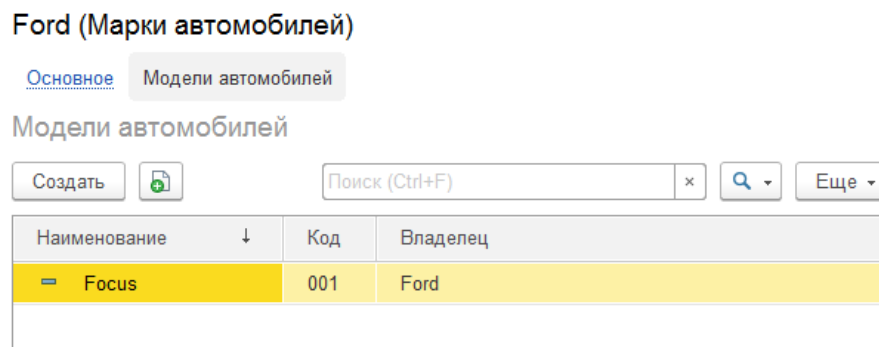 Ford (Марки автомобилей)
Основное Модели автомобилей
Модели автомобилей
Создать Поиск (Ctrl+F) × Еще
Наименование ↓ Код Владелец
Focus 001 Ford